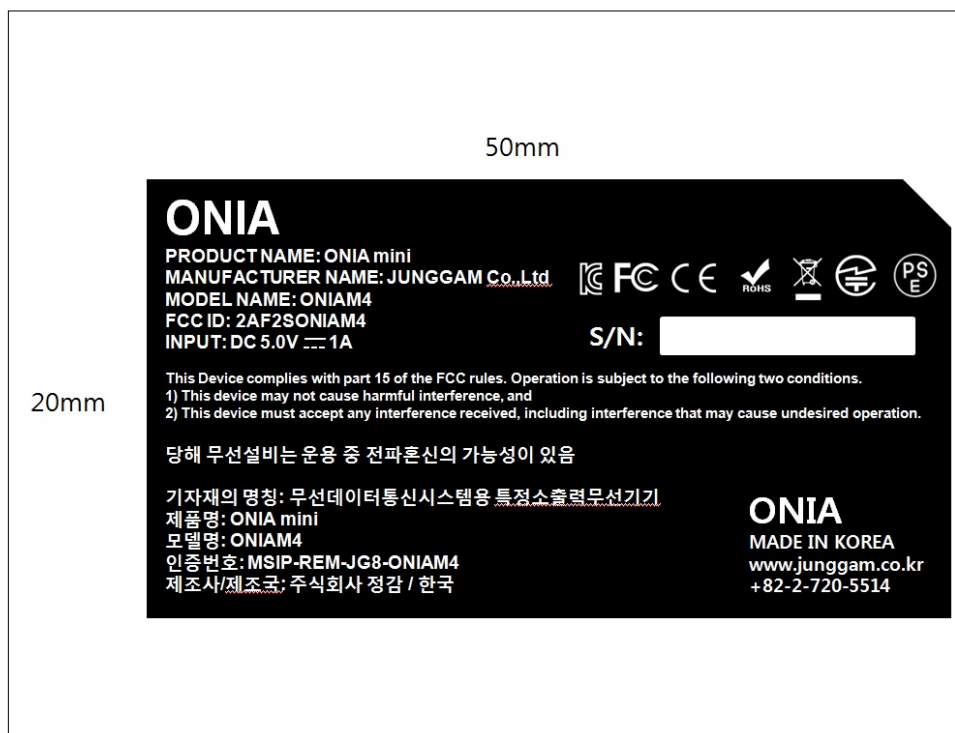 50mm
20mm
ONIA
PRODUCT NAME: ONIA mini
MANUFACTURER NAME: JUNGGAM Co.,Ltd
MODEL NAME: ONIAM4
FCC ID: 2AF2SONIAM4
INPUT: DC 5.0V ⎓ 1A
FC CE RoHS PSE
S/N:
This Device complies with part 15 of the FCC rules. Operation is subject to the following two conditions.
1) This device may not cause harmful interference, and
2) This device must accept any interference received, including interference that may cause undesired operation.
당해 무선설비는 운용 중 전파혼신의 가능성이 있음
기자재의 명칭: 무선데이터통신시스템용 특정소출력무선기기
제품명: ONIA mini
모델명: ONIAM4
인증번호: MSIP-REM-JG8-ONIAM4
제조사/제조국: 주식회사 정감 / 한국
ONIA
MADE IN KOREA
www.junggam.co.kr
+82-2-720-5514